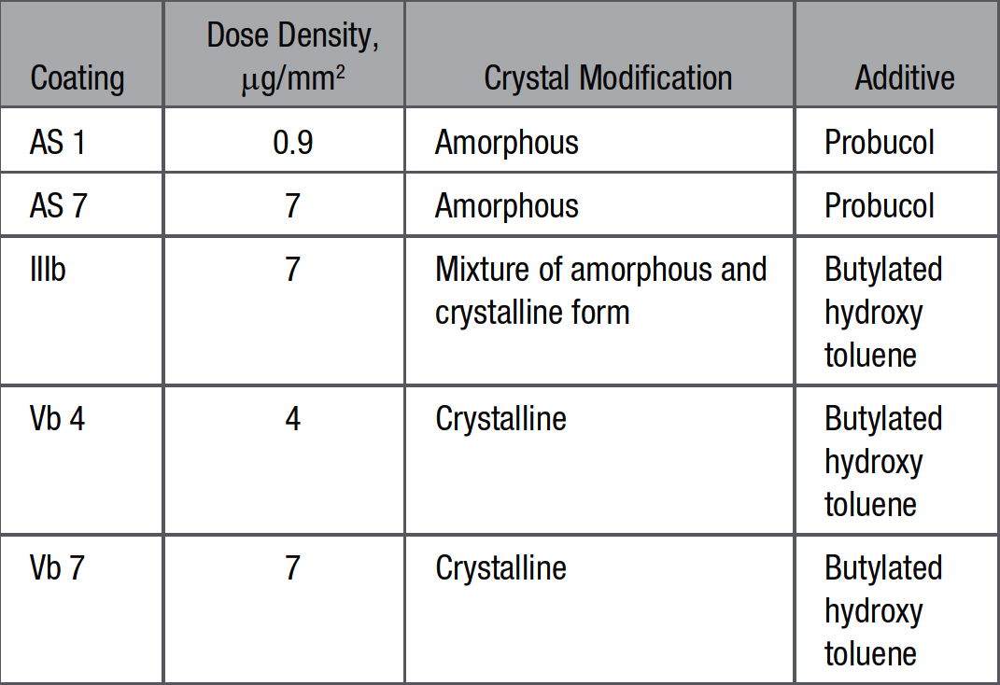 Coating
Dose Density,
μg/mm²
Crystal Modification
Additive
AS 1
0.9
Amorphous
Probucol
AS 7
7
Amorphous
Probucol
IIIb
7
Mixture of amorphous and
crystalline form
Butylated
hydroxy
toluene
Vb 4
4
Crystalline
Butylated
hydroxy
toluene
Vb 7
7
Crystalline
Butylated
hydroxy
toluene